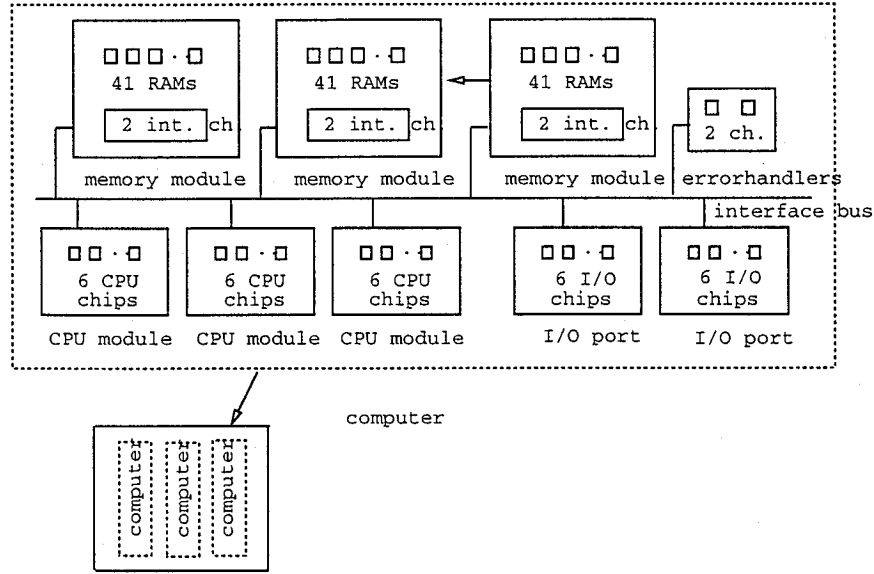 41 RAMs
2 int. ch.
memory module
41 RAMs
2 int. ch.
memory module
41 RAMs
2 int. ch.
memory module
2 ch.
errorhandlers
interface bus
6 CPU
chips
CPU module
6 CPU
chips
CPU module
6 CPU
chips
CPU module
6 I/O
chips
I/O port
6 I/O
chips
I/O port
computer
computer
computer
computer